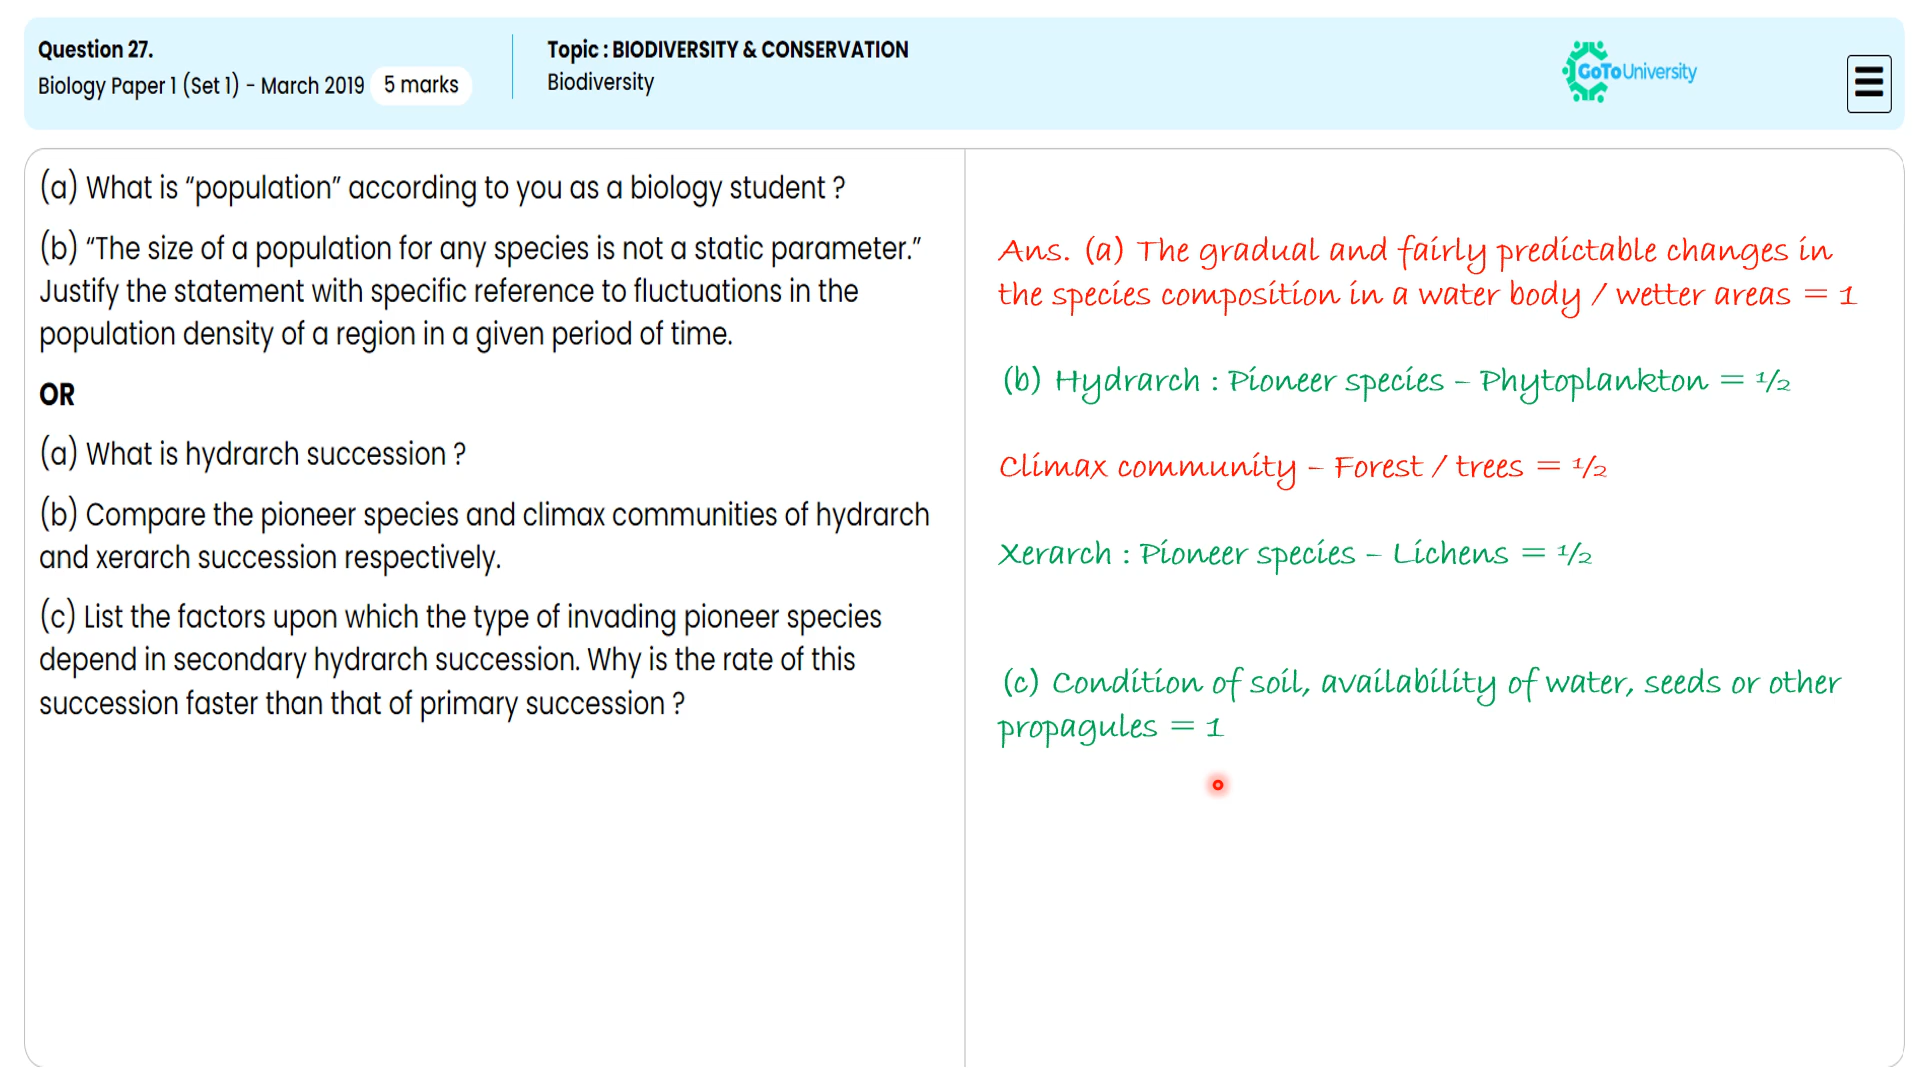 Question 27.
Biology Paper 1 (Set 1) - March 2019 5 marks
Topic : BIODIVERSITY & CONSERVATION
Biodiversity
GoToUniversity
(a) What is “population” according to you as a biology student ?
(b) “The size of a population for any species is not a static parameter.”
Justify the statement with specific reference to fluctuations in the
population density of a region in a given period of time.
OR
(a) What is hydrarch succession ?
(b) Compare the pioneer species and climax communities of hydrarch
and xerarch succession respectively.
(c) List the factors upon which the type of invading pioneer species
depend in secondary hydrarch succession. Why is the rate of this
succession faster than that of primary succession ?
Ans. (a) The gradual and fairly predictable changes in
the species composition in a water body / wetter areas = 1
(b) Hydrarch : Pioneer species – Phytoplankton = ½
Climax community – Forest / trees = ½
Xerarch : Pioneer species – Lichens = ½
(c) Condition of soil, availability of water, seeds or other
propagules = 1